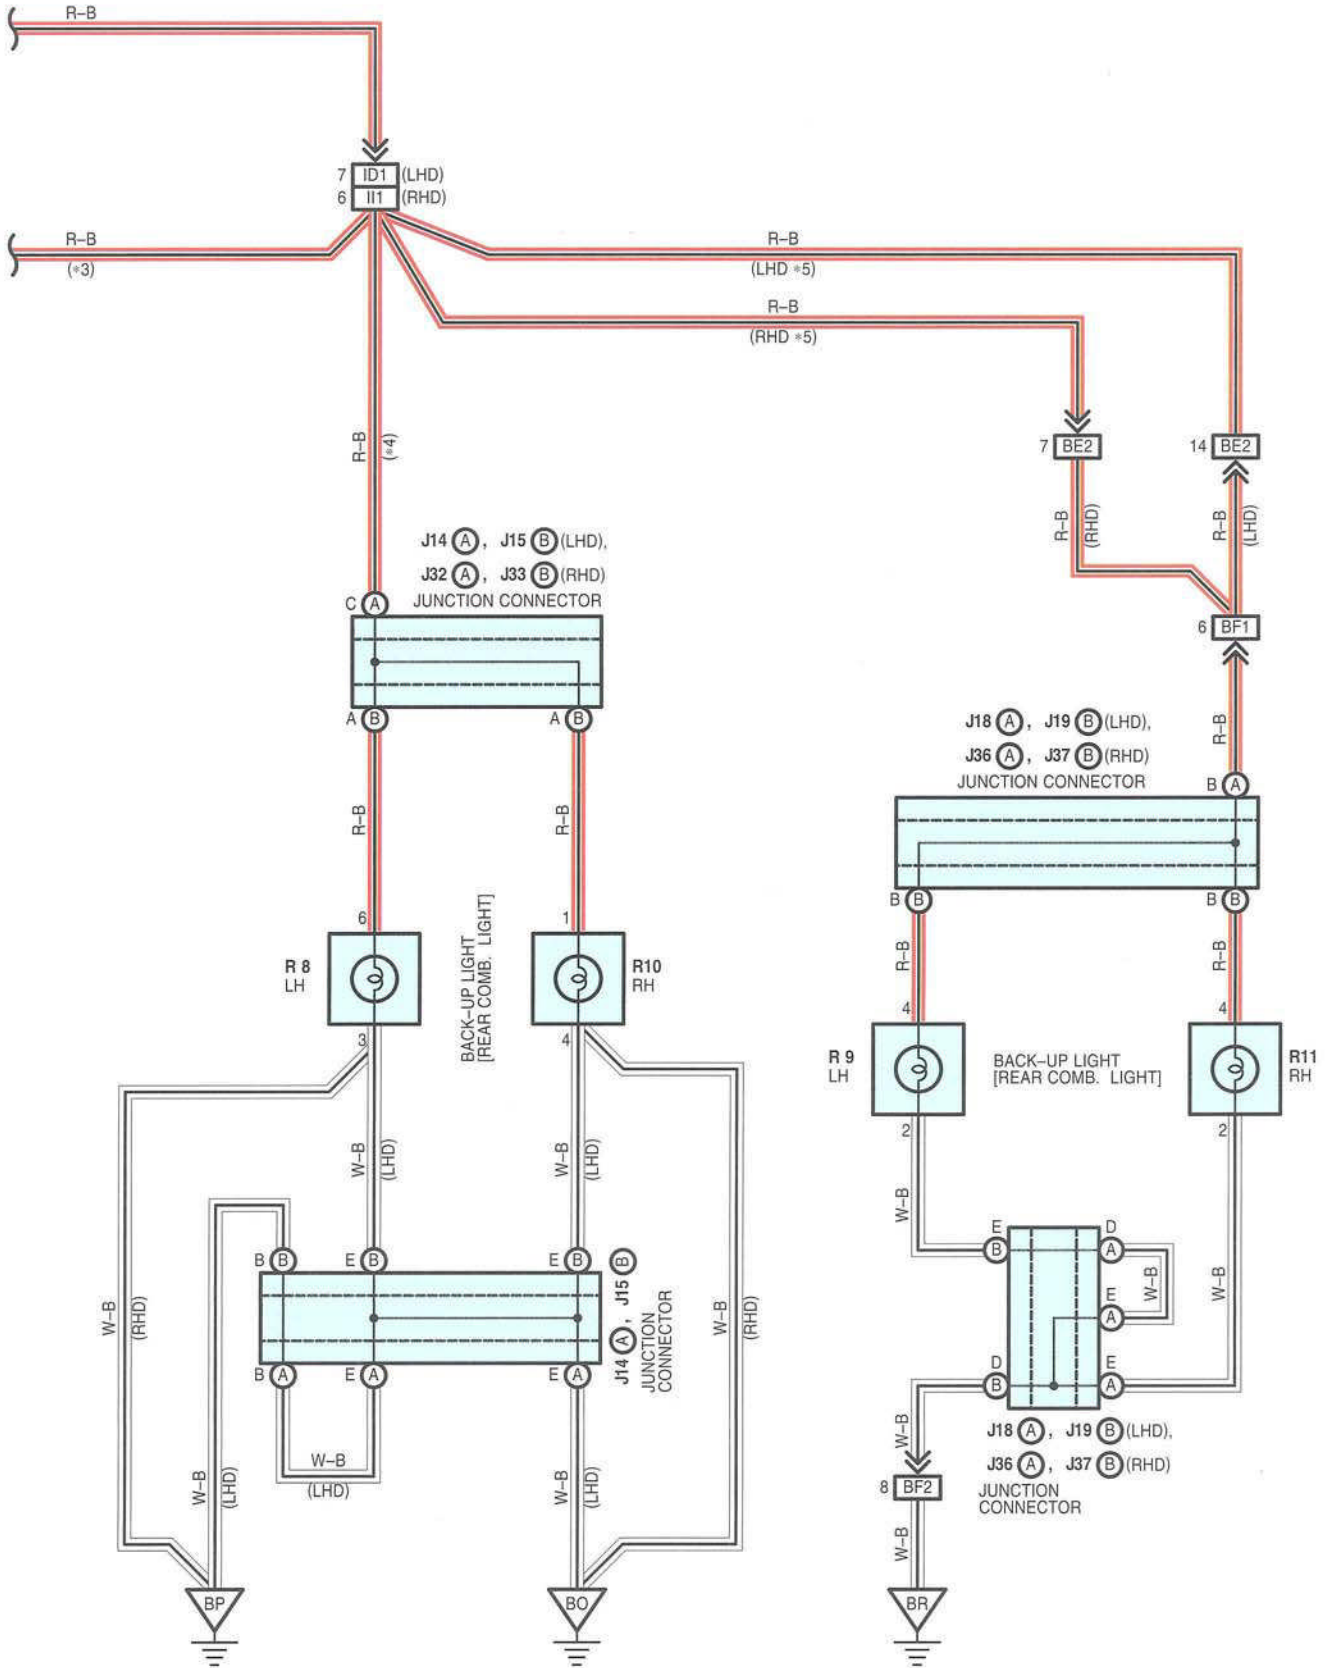 R–B
7 ID1 (LHD)
6 II1 (RHD)
R–B
(*3)
R–B
(LHD *5)
R–B
(RHD *5)
R–B
(*4)
7 BE2
14 BE2
R–B
(RHD)
R–B
(LHD)
J14 A, J15 B (LHD),
J32 A, J33 B (RHD)
JUNCTION CONNECTOR
C A
6 BF1
A B
A B
R–B
J18 A, J19 B (LHD),
J36 A, J37 B (RHD)
JUNCTION CONNECTOR
B A
R–B
R–B
B B
B B
6
1
R 8
LH
BACK–UP LIGHT
[REAR COMB. LIGHT]
R10
RH
R–B
R–B
3
4
4
4
R 9
LH
BACK–UP LIGHT
[REAR COMB. LIGHT]
R11
RH
2
2
W–B
(LHD)
W–B
(LHD)
W–B
E B
D A
W–B
E A
W–B
B B
E B
E B
J14 A, J15 B
JUNCTION
CONNECTOR
W–B
(RHD)
W–B
(RHD)
B A
E A
E A
D B
E A
W–B
J18 A, J19 B (LHD),
J36 A, J37 B (RHD)
JUNCTION
CONNECTOR
W–B
(LHD)
W–B
(LHD)
W–B
(LHD)
8 BF2
W–B
BP
BO
BR